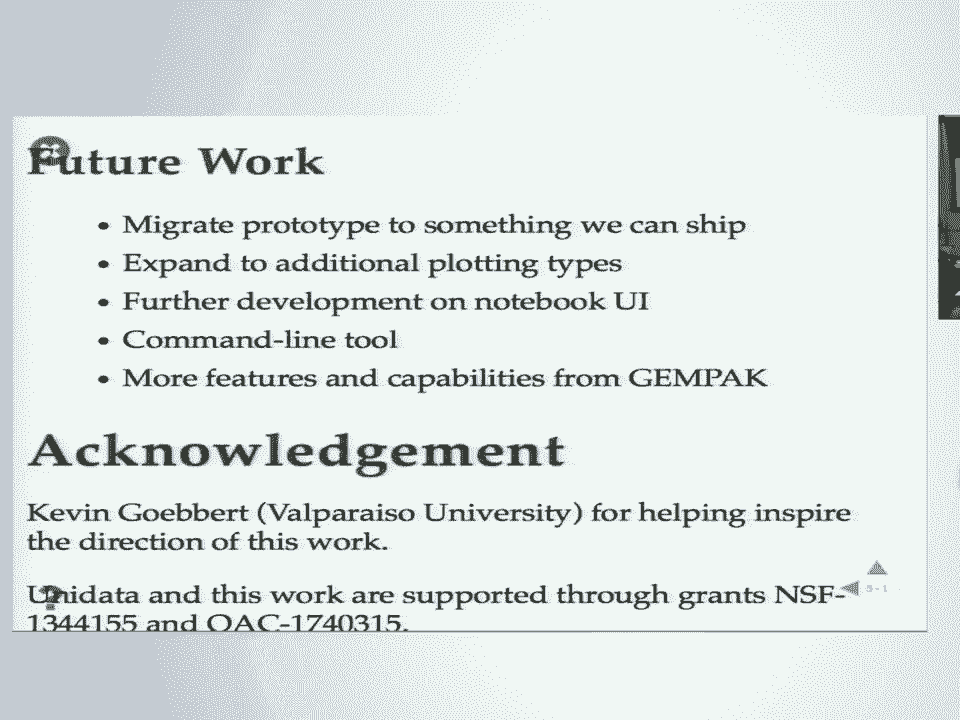 Future Work
• Migrate prototype to something we can ship
• Expand to additional plotting types
• Further development on notebook UI
• Command-line tool
• More features and capabilities from GEMPAK
Acknowledgement
Kevin Goebbert (Valparaiso University) for helping inspire
the direction of this work.
Unidata and this work are supported through grants NSF-
1344155 and OAC-1740315.